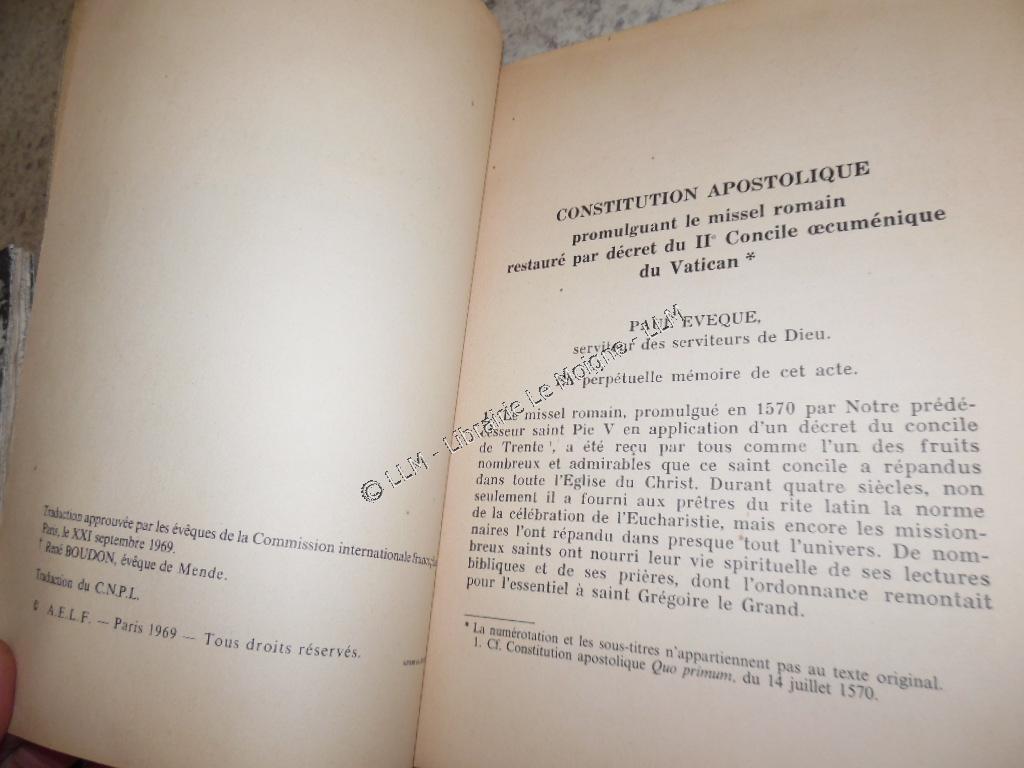 Traduction approuvée par les évêques de la Commission internationale
Paris, le XXI septembre 1969.
† René BOUDON, évêque de Mende.
Traduction du C.N.P.L.
© A.E.L.F. — Paris 1969 — Tous droits réservés.
CONSTITUTION APOSTOLIQUE
promulguant le missel romain
restauré par décret du IIe Concile œcuménique
du Vatican *
PAUL EVEQUE,
serviteur des serviteurs de Dieu.
perpétuelle mémoire de cet acte.
Le missel romain, promulgué en 1570 par Notre prédé-
cesseur saint Pie V en application d'un décret du concile
de Trente ¹, a été reçu par tous comme l'un des fruits
nombreux et admirables que ce saint concile a répandus
dans toute l'Eglise du Christ. Durant quatre siècles, non
seulement il a fourni aux prêtres du rite latin la norme
de la célébration de l'Eucharistie, mais encore les mission-
naires l'ont répandu dans presque tout l'univers. De nom-
breux saints ont nourri leur vie spirituelle de ses lectures
bibliques et de ses prières, dont l'ordonnance remontait
pour l'essentiel à saint Grégoire le Grand.
* La numérotation et les sous-titres n'appartiennent pas au texte original.
1. Cf. Constitution apostolique Quo primum, du 14 juillet 1570.
© LLM - Librairie Le Moigne - LLM